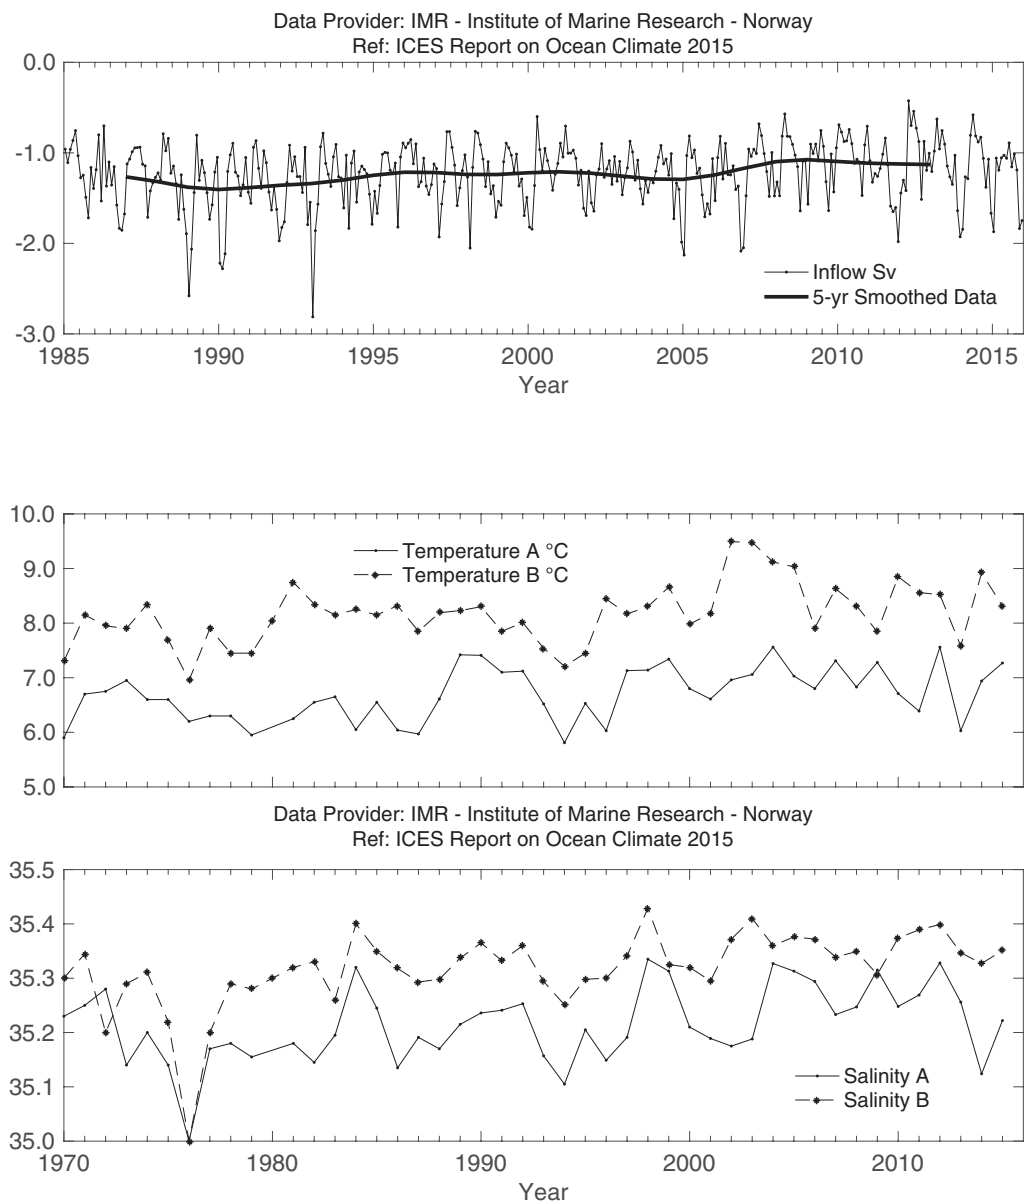 Data Provider: IMR - Institute of Marine Research - Norway
Ref: ICES Report on Ocean Climate 2015
0.0
-1.0
-2.0
-3.0
Inflow Sv
5-yr Smoothed Data
1985 1990 1995 2000 2005 2010 2015
Year
10.0
9.0
8.0
7.0
6.0
5.0
Temperature A °C
Temperature B °C
Data Provider: IMR - Institute of Marine Research - Norway
Ref: ICES Report on Ocean Climate 2015
35.5
35.4
35.3
35.2
35.1
35.0
Salinity A
Salinity B
1970 1980 1990 2000 2010
Year